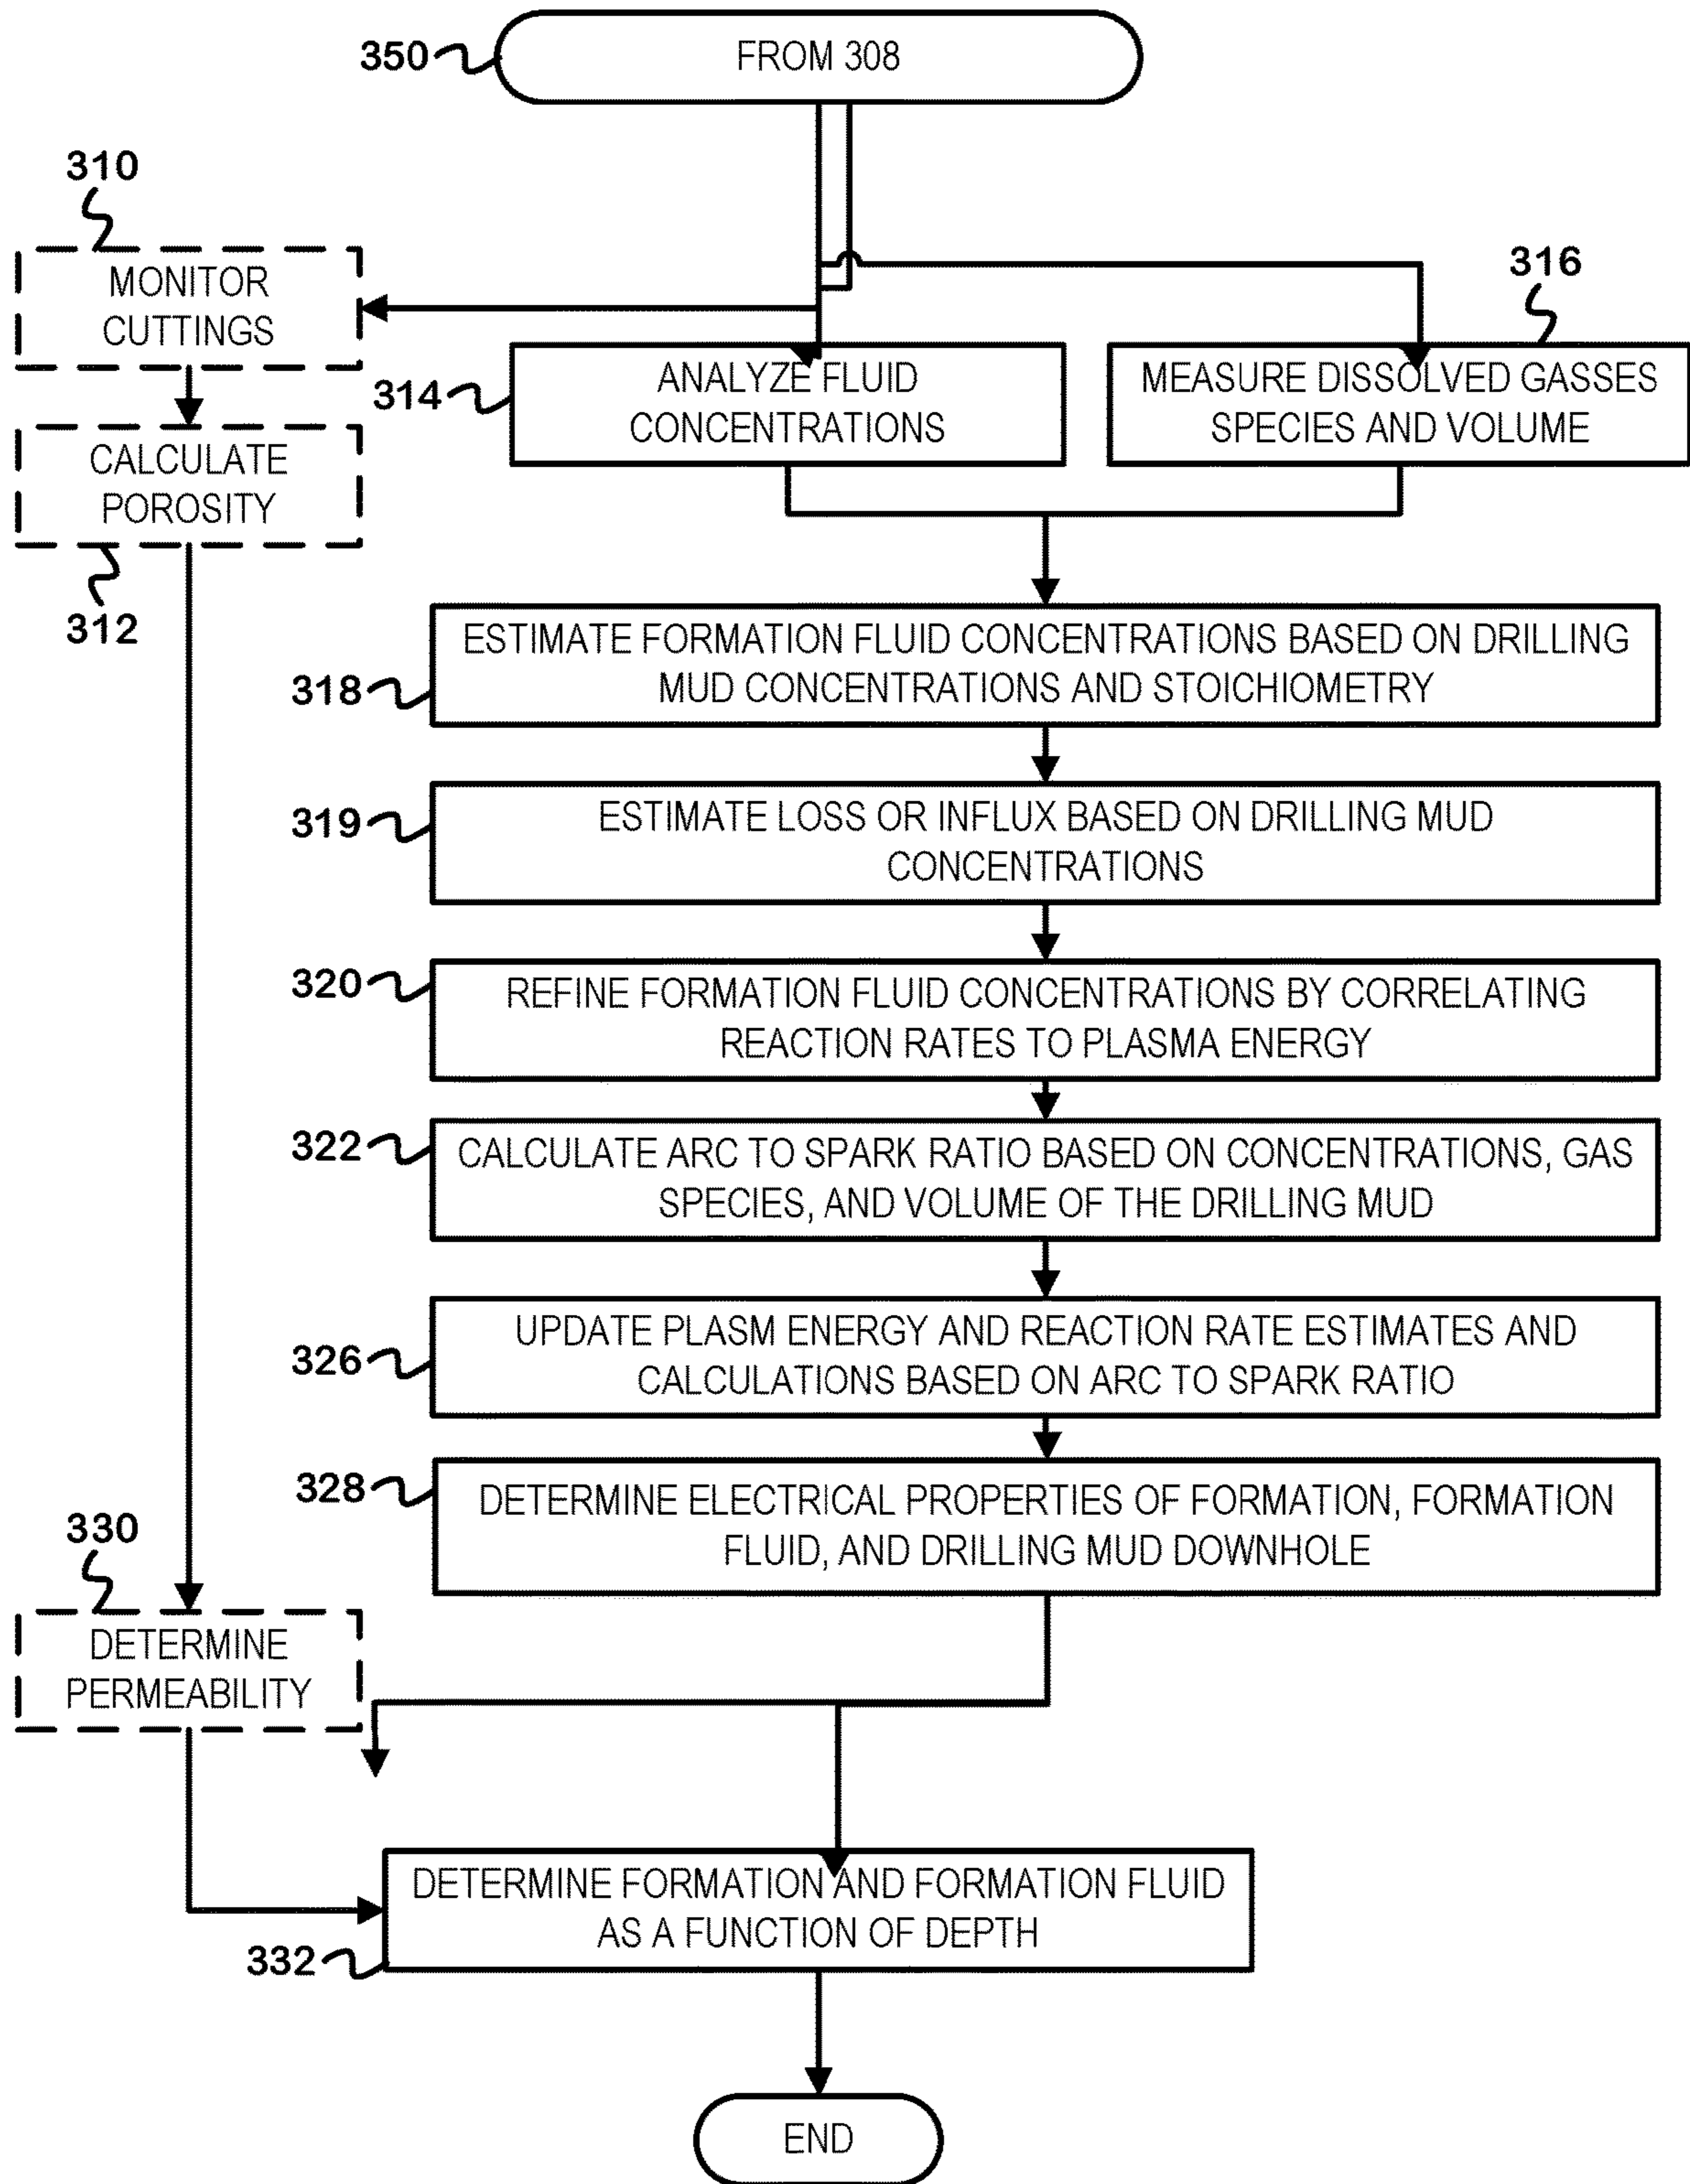 350
FROM 308
310
MONITOR
CUTTINGS
316
314
ANALYZE FLUID
CONCENTRATIONS
MEASURE DISSOLVED GASSES
SPECIES AND VOLUME
CALCULATE
POROSITY
312
318
ESTIMATE FORMATION FLUID CONCENTRATIONS BASED ON DRILLING
MUD CONCENTRATIONS AND STOICHIOMETRY
319
ESTIMATE LOSS OR INFLUX BASED ON DRILLING MUD
CONCENTRATIONS
320
REFINE FORMATION FLUID CONCENTRATIONS BY CORRELATING
REACTION RATES TO PLASMA ENERGY
322
CALCULATE ARC TO SPARK RATIO BASED ON CONCENTRATIONS, GAS
SPECIES, AND VOLUME OF THE DRILLING MUD
326
UPDATE PLASM ENERGY AND REACTION RATE ESTIMATES AND
CALCULATIONS BASED ON ARC TO SPARK RATIO
328
DETERMINE ELECTRICAL PROPERTIES OF FORMATION, FORMATION
FLUID, AND DRILLING MUD DOWNHOLE
330
DETERMINE
PERMEABILITY
DETERMINE FORMATION AND FORMATION FLUID
AS A FUNCTION OF DEPTH
332
END